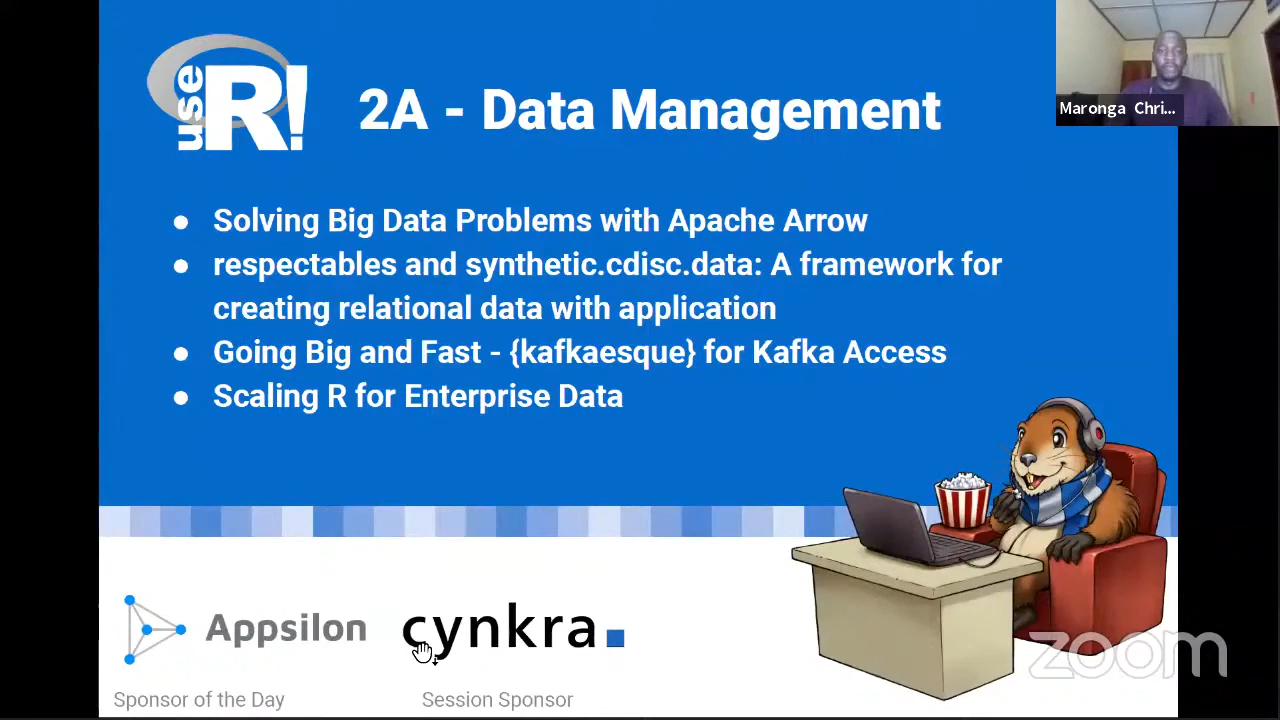 use
R!
2A - Data Management
Maronga Chri...
● Solving Big Data Problems with Apache Arrow
● respectables and synthetic.cdisc.data: A framework for
creating relational data with application
● Going Big and Fast - {kafkaesque} for Kafka Access
● Scaling R for Enterprise Data
Appsilon
cynkra
Sponsor of the Day
Session Sponsor
zoom